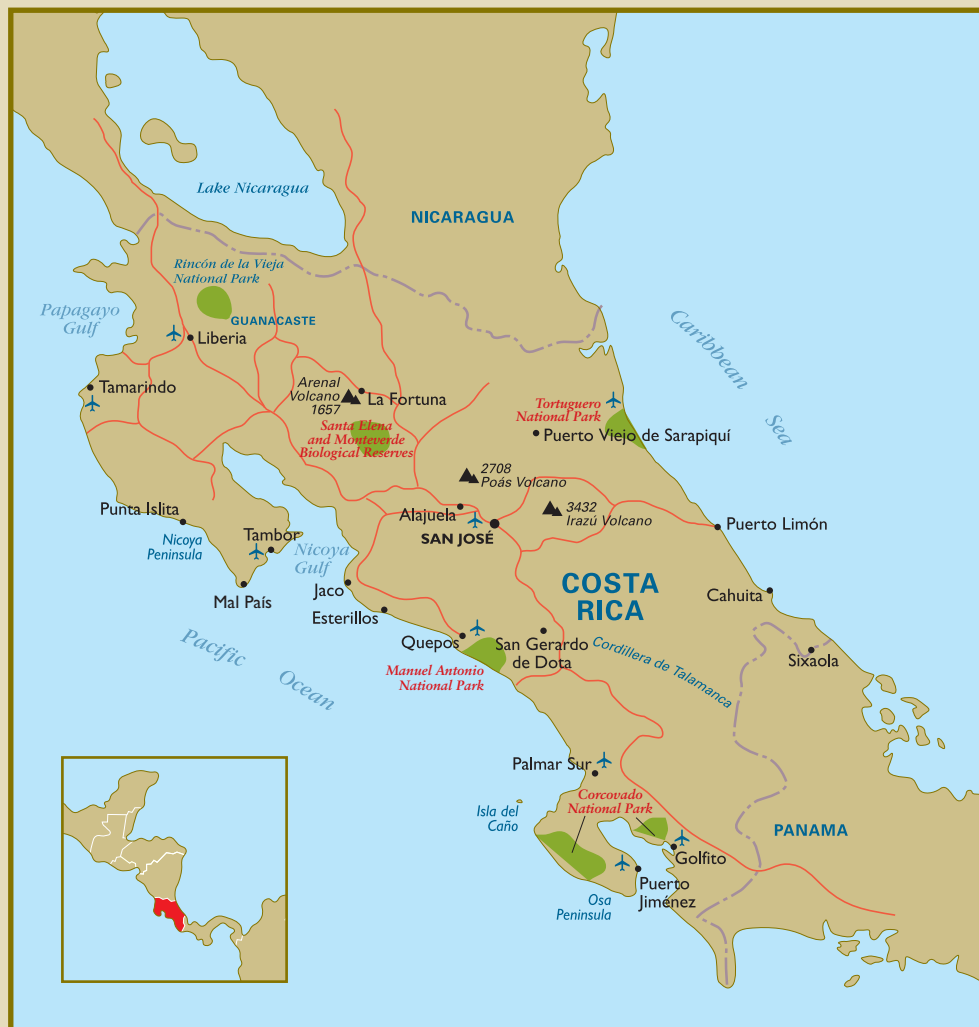 Lake Nicaragua
NICARAGUA
Rincón de la Vieja
National Park
Papagayo
Gulf
GUANACASTE
Caribbean
Sea
Liberia
Tamarindo
Arenal
Volcano
1657
La Fortuna
Tortuguero
National Park
Santa Elena
and Monteverde
Biological Reserves
Puerto Viejo de Sarapiquí
2708
Poás Volcano
Punta Islita
Alajuela
3432
Irazú Volcano
SAN JOSÉ
Puerto Limón
Nicoya
Peninsula
Tambor
Nicoya
Gulf
Jaco
COSTA
RICA
Mal País
Esterillos
Cahuita
Pacific
Ocean
Quepos
San Gerardo
de Dota
Cordillera de Talamanca
Sixaola
Manuel Antonio
National Park
Palmar Sur
Isla del
Caño
Corcovado
National Park
PANAMA
Golfito
Puerto
Jiménez
Osa
Peninsula